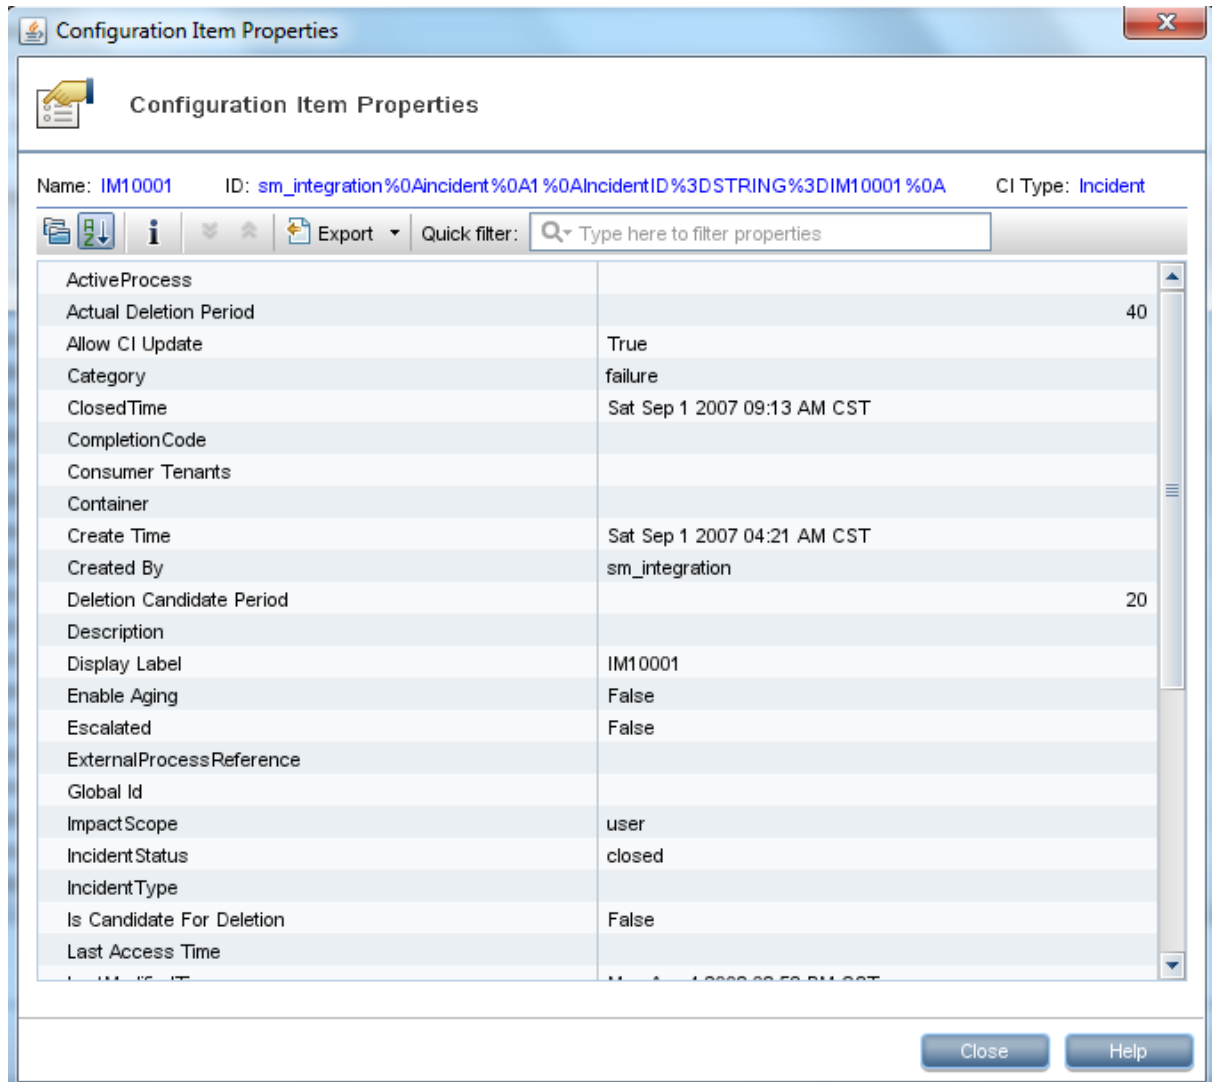 Configuration Item Properties
Configuration Item Properties
Name: IM10001 ID: sm_integration%0Aincident%0A1%0AIncidentID%3DSTRING%3DIM10001%0A CI Type: Incident
Export Quick filter: Type here to filter properties
ActiveProcess
Actual Deletion Period 40
Allow CI Update True
Category failure
ClosedTime Sat Sep 1 2007 09:13 AM CST
CompletionCode
Consumer Tenants
Container
Create Time Sat Sep 1 2007 04:21 AM CST
Created By sm_integration
Deletion Candidate Period 20
Description
Display Label IM10001
Enable Aging False
Escalated False
ExternalProcessReference
Global Id
ImpactScope user
IncidentStatus closed
IncidentType
Is Candidate For Deletion False
Last Access Time
Close Help